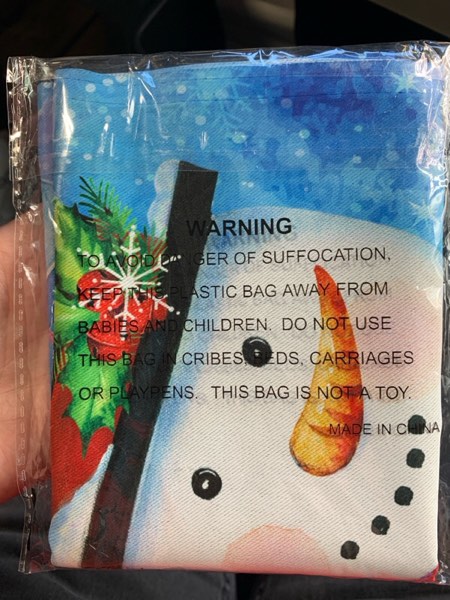 WARNING
TO AVOID DANGER OF SUFFOCATION,
KEEP THIS PLASTIC BAG AWAY FROM
BABIES AND CHILDREN. DO NOT USE
THIS BAG IN CRIBES, BEDS, CARRIAGES
OR PLAYPENS. THIS BAG IS NOT A TOY.
MADE IN CHINA